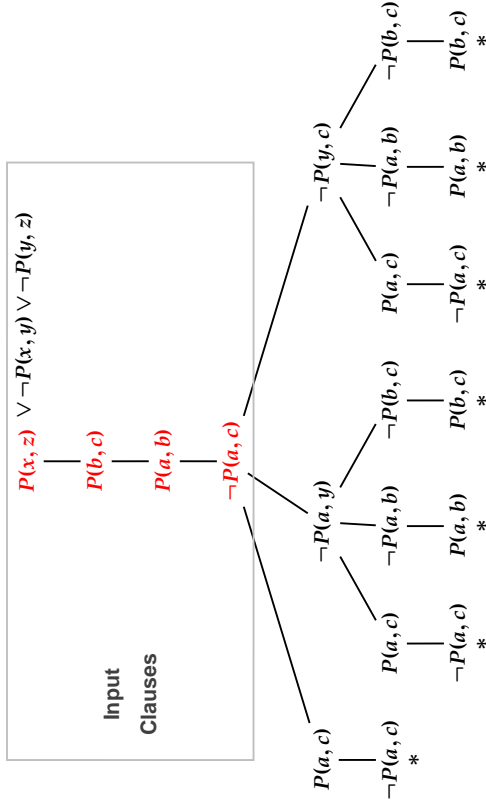 P(x, z) ∨ ¬P(x, y) ∨ ¬P(y, z)
P(b, c)
Input
Clauses
P(a, b)
¬P(a, c)
P(a, c) ¬P(a, y) ¬P(y, c)
¬P(a, c) P(a, c) ¬P(a, b) ¬P(b, c) P(a, c) ¬P(a, b) ¬P(b, c)
*
¬P(a, c) P(a, b) P(b, c) ¬P(a, c) P(a, b) P(b, c)
* * * * * *